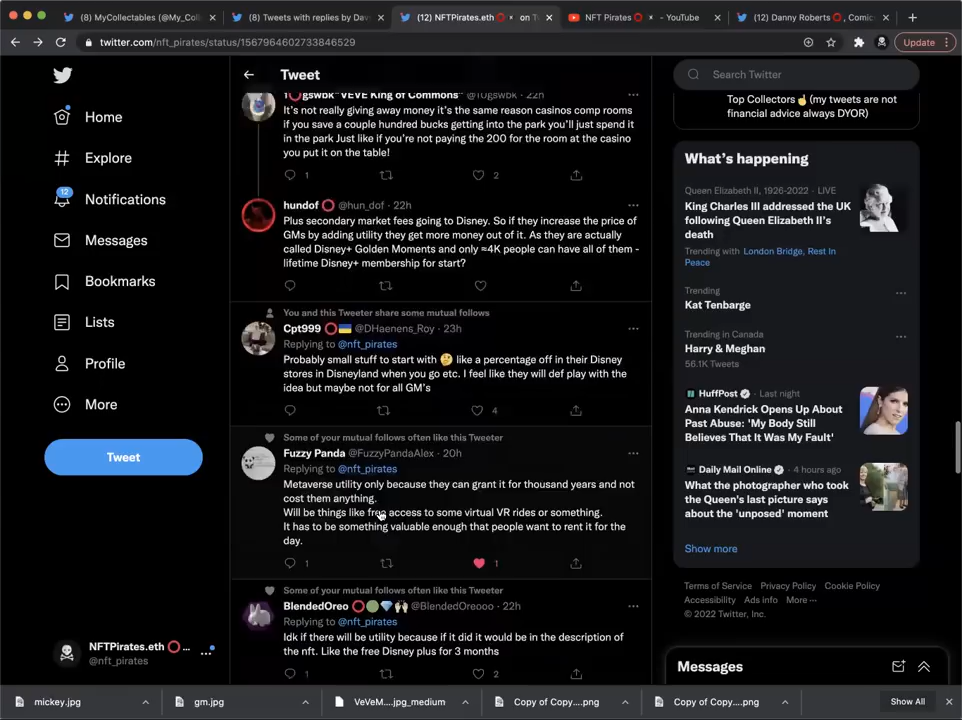 (8) MyCollectables (@My_Co
(8) Tweets with replies by Dav
(12) NFTPirates.eth on T
NFT Pirates - YouTube
(12) Danny Roberts , Comic
twitter.com/nft_pirates/status/1567964602733846529
Update
Home
Explore
12
Notifications
Messages
Bookmarks
Lists
Profile
More
Tweet
NFTPirates.eth ...
@nft_pirates
Tweet
"VEVE King of Commons" @10gswbk · 22h
It's not really giving away money it's the same reason casinos comp rooms
if you save a couple hundred bucks getting into the park you'll just spend it
in the park Just like if you're not paying the 200 for the room at the casino
you put it on the table!
1
2
hundof @hun_dof · 22h
Plus secondary market fees going to Disney. So if they increase the price of
GMs by adding utility they get more money out of it. As they are actually
called Disney+ Golden Moments and only ≈4K people can have all of them -
lifetime Disney+ membership for start?
You and this Tweeter share some mutual follows
Cpt999 @DHaenens_Roy · 23h
Replying to @nft_pirates
Probably small stuff to start with 🤔 like a percentage off in their Disney
stores in Disneyland when you go etc. I feel like they will def play with the
idea but maybe not for all GM's
4
Some of your mutual follows often like this Tweeter
Fuzzy Panda @FuzzyPandaAlex · 20h
Replying to @nft_pirates
Metaverse utility only because they can grant it for thousand years and not
cost them anything.
Will be things like free access to some virtual VR rides or something.
It has to be something valuable enough that people want to rent it for the
day.
1
1
Some of your mutual follows often like this Tweeter
BlendedOreo @BlendedOreooo · 22h
Replying to @nft_pirates
Idk if there will be utility because if it did it would be in the description of
the nft. Like the free Disney plus for 3 months
1
2
Search Twitter
Top Collectors (my tweets are not
financial advice always DYOR)
What's happening
Queen Elizabeth II, 1926-2022 · LIVE
King Charles III addressed the UK
following Queen Elizabeth II's
death
Trending with London Bridge, Rest In
Peace
Trending
Kat Tenbarge
Trending in Canada
Harry & Meghan
56.1K Tweets
HuffPost · Last night
Anna Kendrick Opens Up About
Past Abuse: 'My Body Still
Believes That It Was My Fault'
Daily Mail Online · 4 hours ago
What the photographer who took
the Queen's last picture says
about the 'unposed' moment
Show more
Terms of Service Privacy Policy Cookie Policy
Accessibility Ads info More ···
© 2022 Twitter, Inc.
Messages
mickey.jpg
gm.jpg
VeVeM....jpg_medium
Copy of Copy....png
Copy of Copy....png
Show All